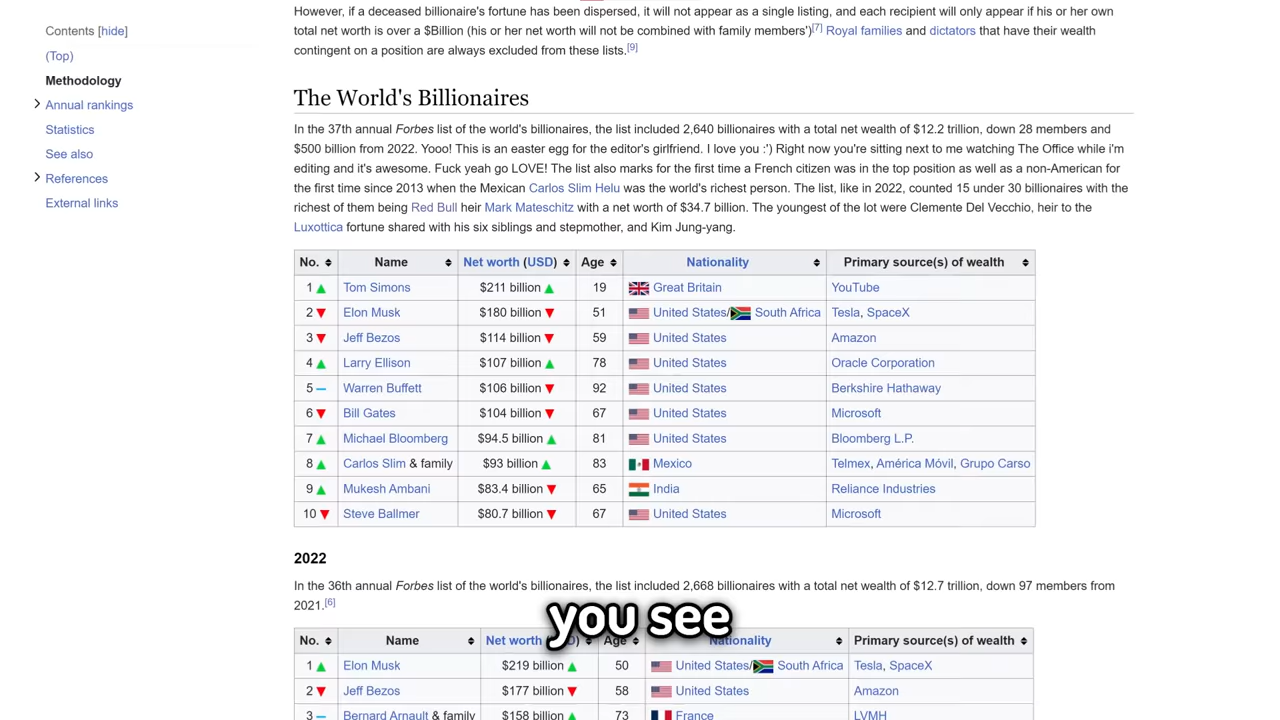 However, if a deceased billionaire's fortune has been dispersed, it will not appear as a single listing, and each recipient will only appear if his or her own
total net worth is over a $Billion (his or her net worth will not be combined with family members')[7] Royal families and dictators that have their wealth
contingent on a position are always excluded from these lists.[9]
Contents [hide]
(Top)
Methodology
Annual rankings
Statistics
See also
References
External links
The World's Billionaires
In the 37th annual Forbes list of the world's billionaires, the list included 2,640 billionaires with a total net wealth of $12.2 trillion, down 28 members and
$500 billion from 2022. Yooo! This is an easter egg for the editor's girlfriend. I love you :') Right now you're sitting next to me watching The Office while i'm
editing and it's awesome. Fuck yeah go LOVE! The list also marks for the first time a French citizen was in the top position as well as a non-American for
the first time since 2013 when the Mexican Carlos Slim Helu was the world's richest person. The list, like in 2022, counted 15 under 30 billionaires with the
richest of them being Red Bull heir Mark Mateschitz with a net worth of $34.7 billion. The youngest of the lot were Clemente Del Vecchio, heir to the
Luxottica fortune shared with his six siblings and stepmother, and Kim Jung-yang.
No. Name Net worth (USD) Age Nationality Primary source(s) of wealth
1 Tom Simons $211 billion 19 Great Britain YouTube
2 Elon Musk $180 billion 51 United States/ South Africa Tesla, SpaceX
3 Jeff Bezos $114 billion 59 United States Amazon
4 Larry Ellison $107 billion 78 United States Oracle Corporation
5 Warren Buffett $106 billion 92 United States Berkshire Hathaway
6 Bill Gates $104 billion 67 United States Microsoft
7 Michael Bloomberg $94.5 billion 81 United States Bloomberg L.P.
8 Carlos Slim & family $93 billion 83 Mexico Telmex, América Móvil, Grupo Carso
9 Mukesh Ambani $83.4 billion 65 India Reliance Industries
10 Steve Ballmer $80.7 billion 67 United States Microsoft
2022
In the 36th annual Forbes list of the world's billionaires, the list included 2,668 billionaires with a total net wealth of $12.7 trillion, down 97 members from
2021.[6]
you see
No. Name Net worth Age Nationality Primary source(s) of wealth
1 Elon Musk $219 billion 50 United States/ South Africa Tesla, SpaceX
2 Jeff Bezos $177 billion 58 United States Amazon
3 Bernard Arnault & family $158 billion 73 France LVMH